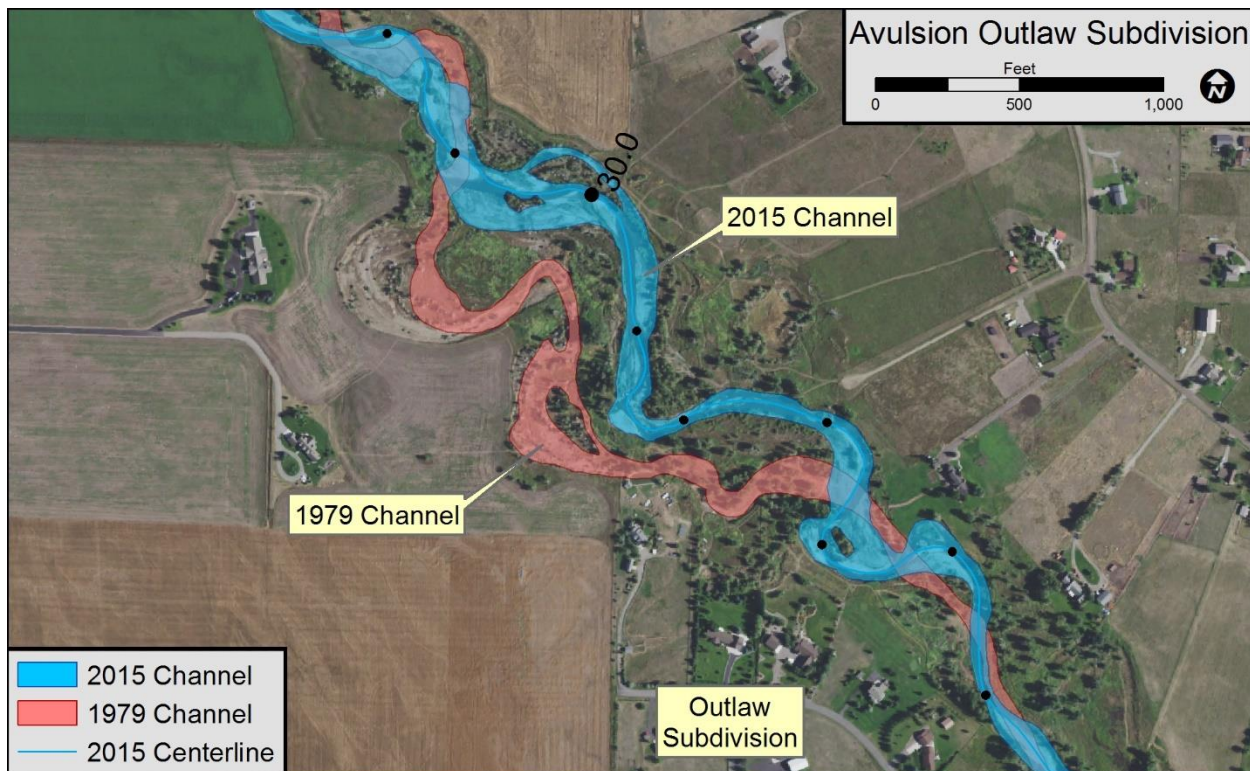 Avulsion Outlaw Subdivision
Feet
0 500 1,000
N
30.0
2015 Channel
1979 Channel
Outlaw
Subdivision
2015 Channel
1979 Channel
2015 Centerline